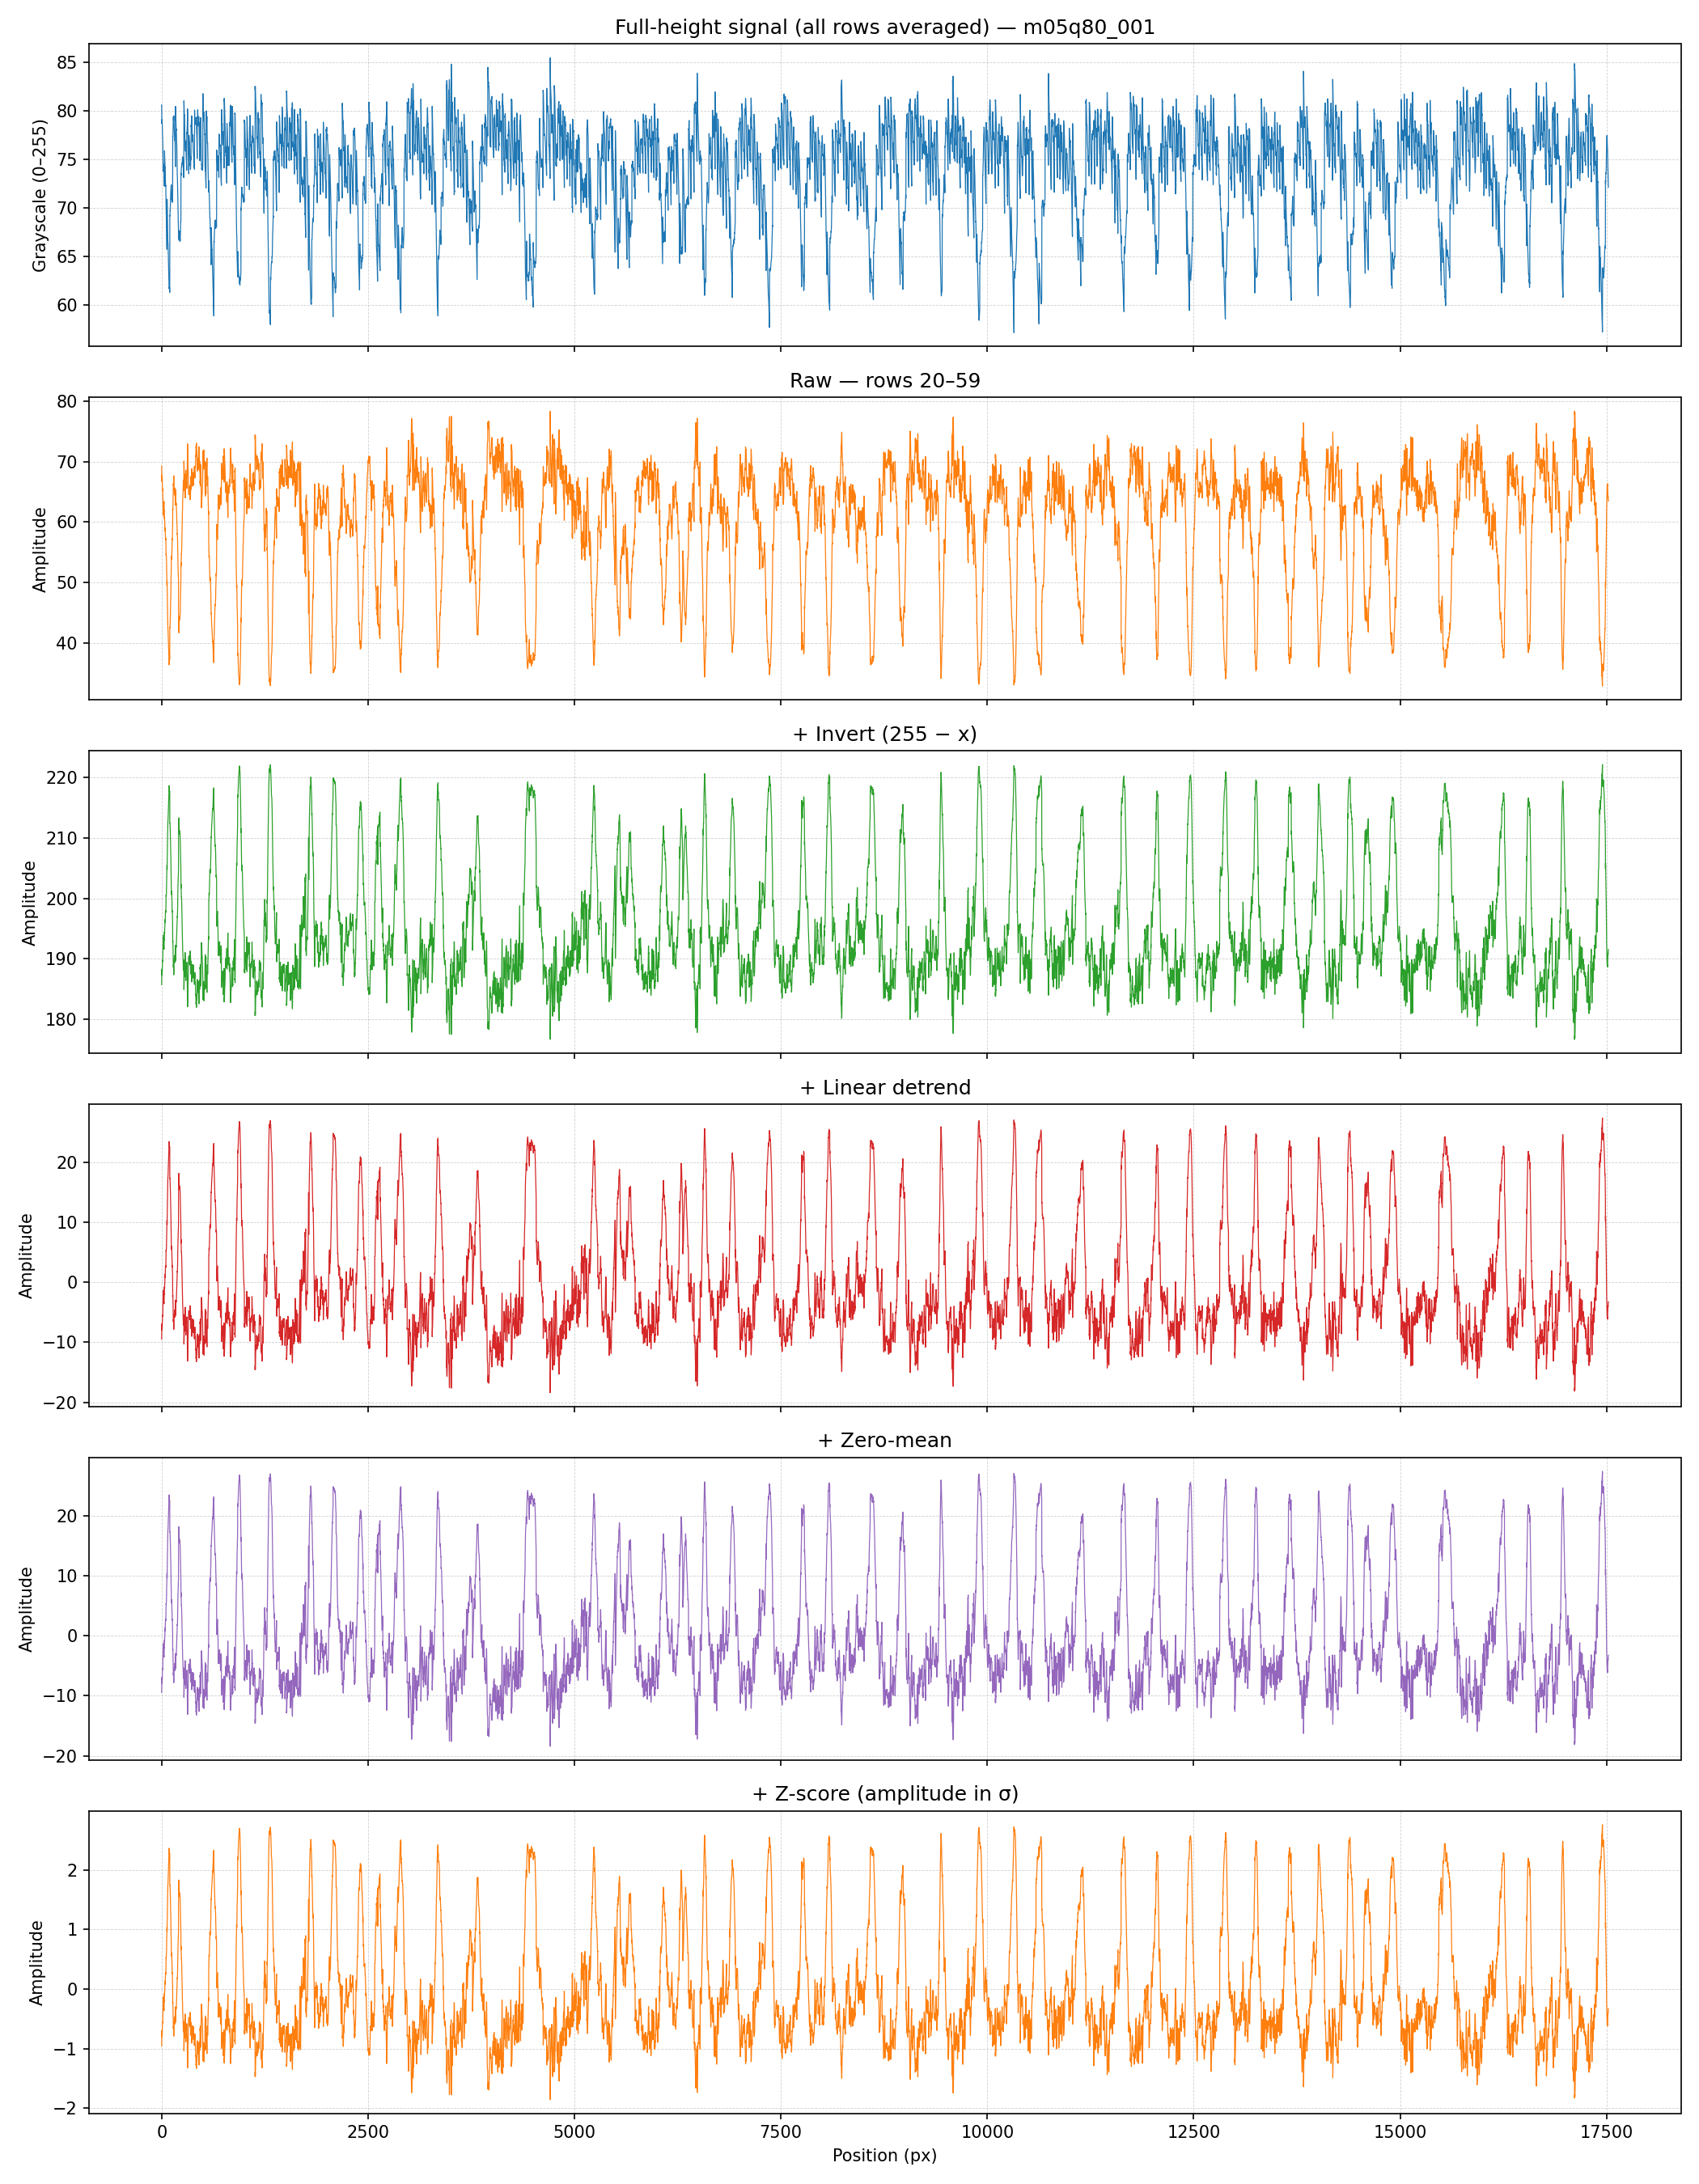 Full-height signal (all rows averaged) — m05q80_001
85
80
75
70
65
60
Grayscale (0–255)
Raw — rows 20–59
80
70
60
50
40
Amplitude
+ Invert (255 − x)
220
210
200
190
180
Amplitude
+ Linear detrend
20
10
0
−10
−20
Amplitude
+ Zero-mean
20
10
0
−10
−20
Amplitude
+ Z-score (amplitude in σ)
2
1
0
−1
−2
Amplitude
0 2500 5000 7500 10000 12500 15000 17500
Position (px)